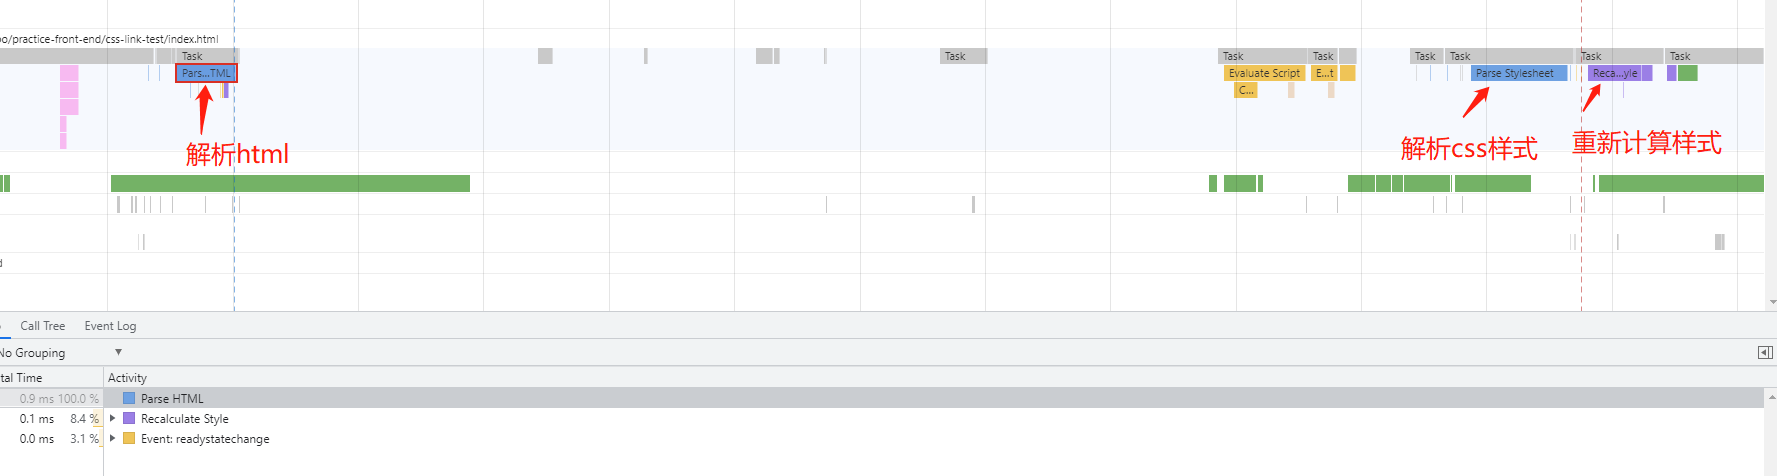 oo/practice-front-end/css-link-test/index.html
Task Task Task Task Task Task Task Task
Pars...TML Evaluate Script E...t Parse Stylesheet Reca...yle
C...
解析html
解析css样式
重新计算样式
d
Call Tree Event Log
No Grouping ▼
tal Time Activity
0.9 ms 100.0 % Parse HTML
0.1 ms 8.4 % Recalculate Style
0.0 ms 3.1 % Event: readystatechange